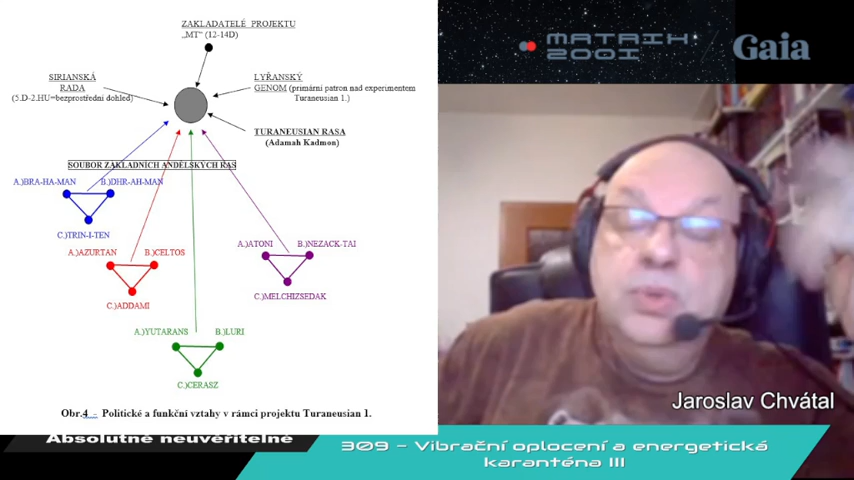 ZAKLADATELÉ PROJEKTU
„MT" (12-14D)
SIRIANSKÁ
RADA
(5.D-2.HU=bezprostřední dohled)
LYŘANSKÝ
GENOM (primární patron nad experimentem
Turaneusian 1.)
TURANEUSIAN RASA
(Adamah Kadmon)
SOUBOR ZÁKLADNÍCH ANDĚLSKÝCH RAS
A.)BRA-HA-MAN
B.)DHR-AH-MAN
C.)TRIN-I-TEN
A.)AZURTAN
B.)CELTOS
C.)ADDAMI
A.)ATONI
B.)NEZACK-TAI
C.)MELCHIZSEDAK
A.)YUTARANS
B.)LURI
C.)CERASZ
Obr.4 – Politické a funkční vztahy v rámci projektu Turaneusian 1.
MATRIX
2001
Gaia
Jaroslav Chvátal
Absolutně neuvěřitelné
309 - Vibrační oplocení a energetická
karanténa III